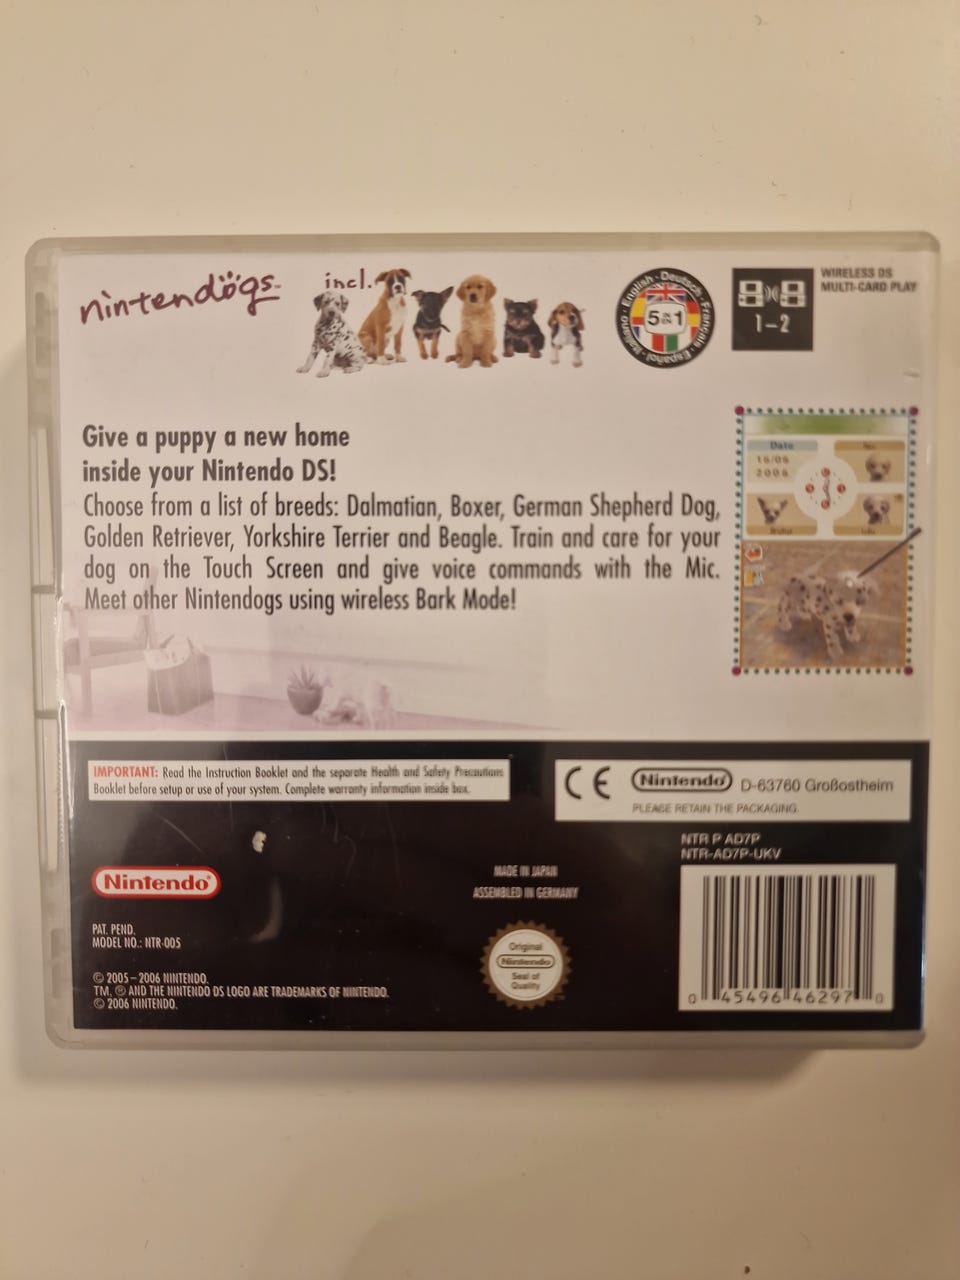 nintendogs
incl.
English · Deutsch · Français · Español · Italiano
5 IN EN 1
WIRELESS DS
MULTI-CARD PLAY
1-2
Give a puppy a new home
inside your Nintendo DS!
Choose from a list of breeds: Dalmatian, Boxer, German Shepherd Dog,
Golden Retriever, Yorkshire Terrier and Beagle. Train and care for your
dog on the Touch Screen and give voice commands with the Mic.
Meet other Nintendogs using wireless Bark Mode!
Date
16/06
2006
IMPORTANT: Read the Instruction Booklet and the separate Health and Safety Precautions
Booklet before setup or use of your system. Complete warranty information inside box.
CE
Nintendo® D-63760 Großostheim
PLEASE RETAIN THE PACKAGING.
NTR P AD7P
NTR-AD7P-UKV
Nintendo®
MADE IN JAPAN
ASSEMBLED IN GERMANY
PAT. PEND.
MODEL NO.: NTR-005
Original
Nintendo
Seal of
Quality
© 2005–2006 NINTENDO.
TM, ® AND THE NINTENDO DS LOGO ARE TRADEMARKS OF NINTENDO.
© 2006 NINTENDO.
0 45496 46297 0